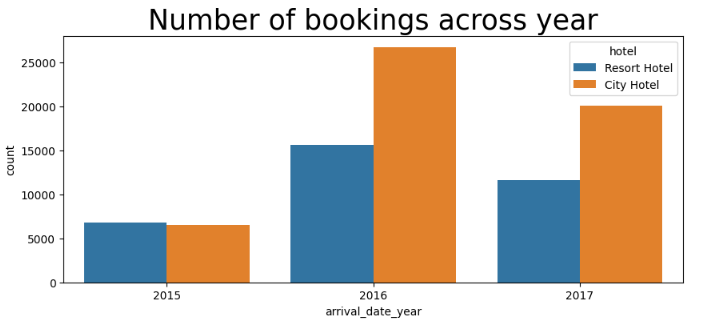 Number of bookings across year
hotel
Resort Hotel
City Hotel
count
25000
20000
15000
10000
5000
0
2015 2016 2017
arrival_date_year